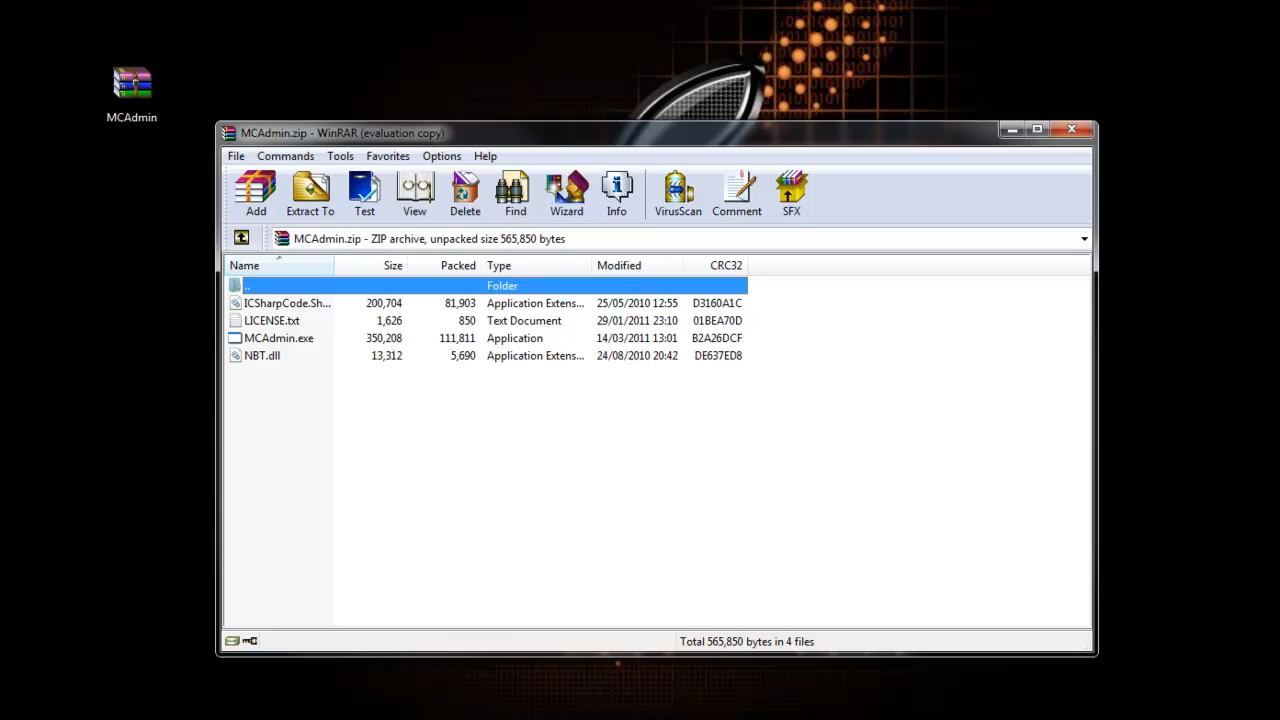 MCAdmin
MCAdmin.zip - WinRAR (evaluation copy)
File Commands Tools Favorites Options Help
Add Extract To Test View Delete Find Wizard Info VirusScan Comment SFX
MCAdmin.zip - ZIP archive, unpacked size 565,850 bytes
Name Size Packed Type Modified CRC32
.. Folder
ICSharpCode.Sh... 200,704 81,903 Application Extens... 25/05/2010 12:55 D3160A1C
LICENSE.txt 1,626 850 Text Document 29/01/2011 23:10 01BEA70D
MCAdmin.exe 350,208 111,811 Application 14/03/2011 13:01 B2A26DCF
NBT.dll 13,312 5,690 Application Extens... 24/08/2010 20:42 DE637ED8
Total 565,850 bytes in 4 files